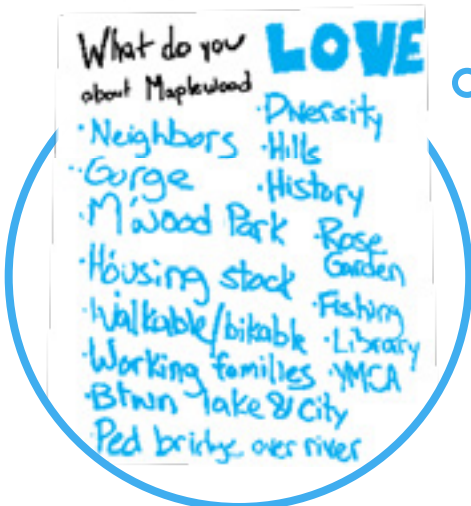 What do you LOVE
about Maplewood
·Neighbors
·Gorge
·M'wood Park
·Housing stock
·Walkable/bikable
·Working families
·Btwn lake & City
·Ped bridge over river
·Diversity
·Hills
·History
·Rose
Garden
·Fishing
·Library
·YMCA